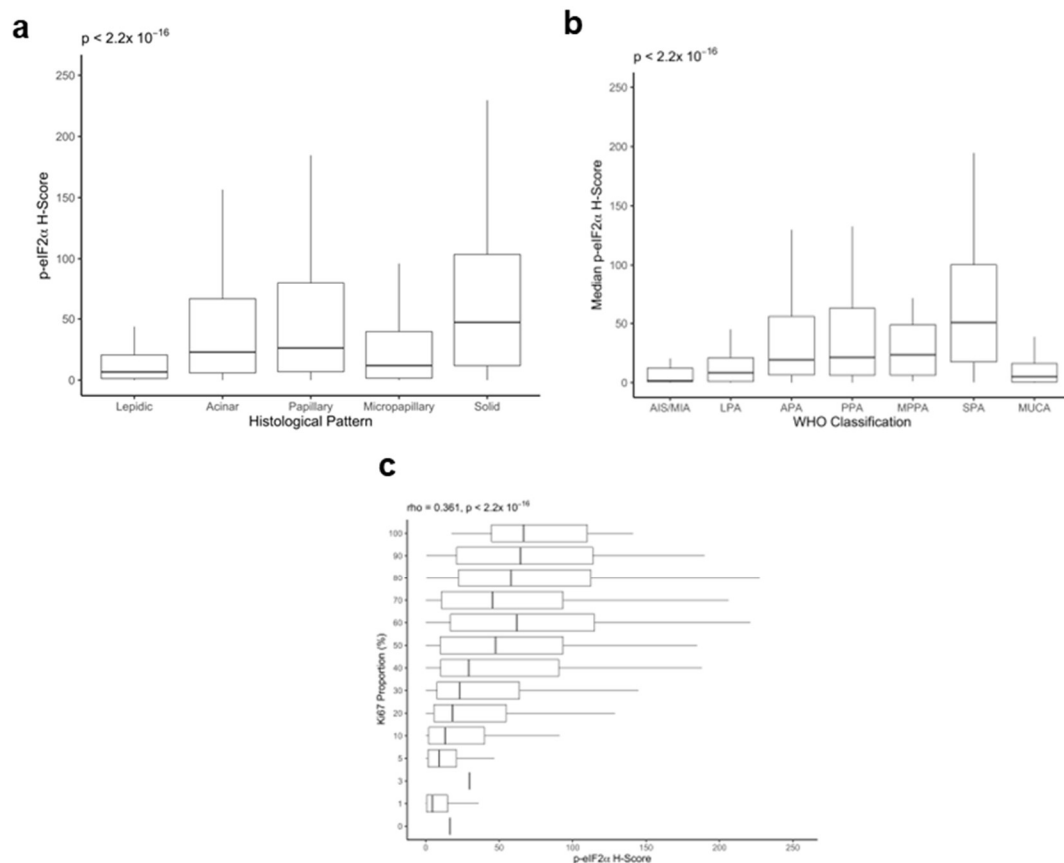 a
p < 2.2x 10⁻¹⁶
p-eIF2α H-Score
250
200
150
100
50
0
Lepidic Acinar Papillary Micropapillary Solid
Histological Pattern
b
p < 2.2x 10⁻¹⁶
Median p-eIF2α H-Score
250
200
150
100
50
0
AIS/MIA LPA APA PPA MPPA SPA MUCA
WHO Classification
c
rho = 0.361, p < 2.2x 10⁻¹⁶
Ki67 Proportion (%)
100
90
80
70
60
50
40
30
20
10
5
3
1
0
0 50 100 150 200 250
p-eIF2α H-Score